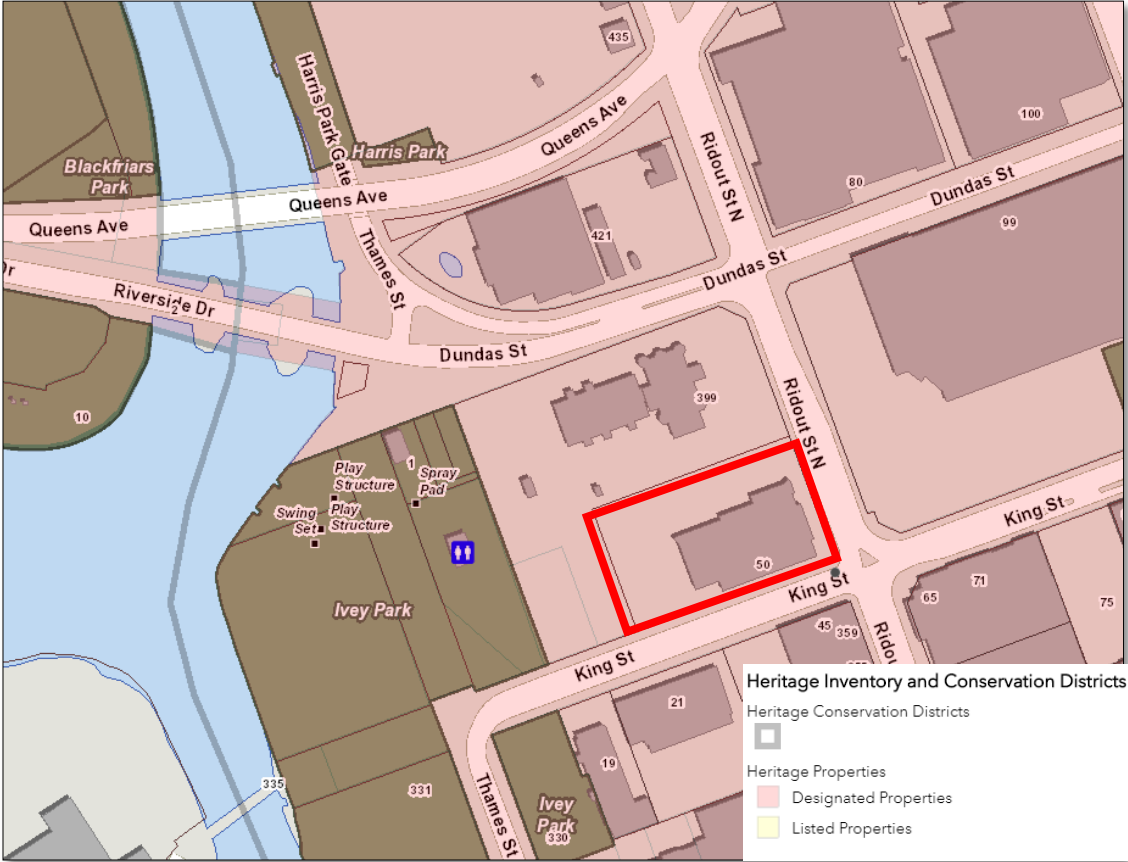 435
Harris Park Gate
100
Queens Ave
Harris Park
Blackfriars
Park
Ridout St N
80
Dundas St
Queens Ave
99
Queens Ave
421
Thames St
Dundas St
Riverside Dr
2
Dundas St
10
399
Ridout St N
1
Play
Structure
Spray
Pad
Play
Structure
Swing
Set
King St
50
King St
71
65
75
Ivey Park
45
359
King St
21
19
335
331
Thames St
Ivey
Park
330
Heritage Inventory and Conservation Districts
Heritage Conservation Districts
Heritage Properties
Designated Properties
Listed Properties